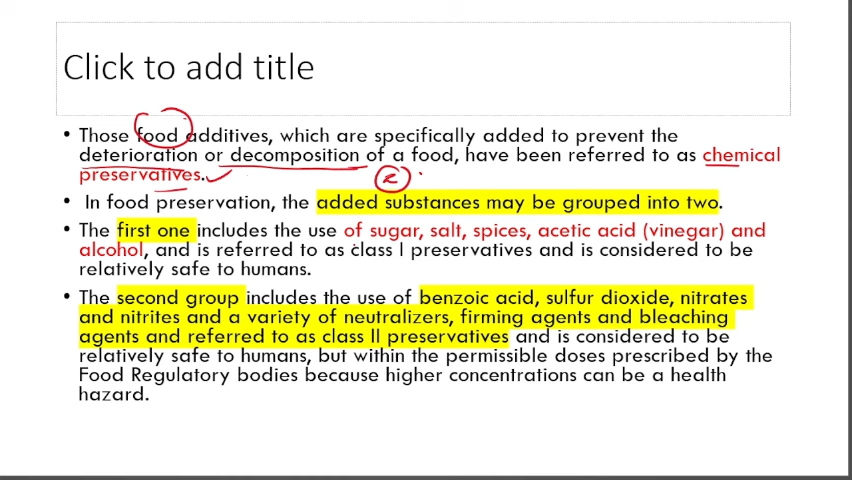 Click to add title
• Those food additives, which are specifically added to prevent the
deterioration or decomposition of a food, have been referred to as chemical
preservatives.
2
• In food preservation, the added substances may be grouped into two.
• The first one includes the use of sugar, salt, spices, acetic acid (vinegar) and
alcohol, and is referred to as class I preservatives and is considered to be
relatively safe to humans.
• The second group includes the use of benzoic acid, sulfur dioxide, nitrates
and nitrites and a variety of neutralizers, firming agents and bleaching
agents and referred to as class II preservatives and is considered to be
relatively safe to humans, but within the permissible doses prescribed by the
Food Regulatory bodies because higher concentrations can be a health
hazard.